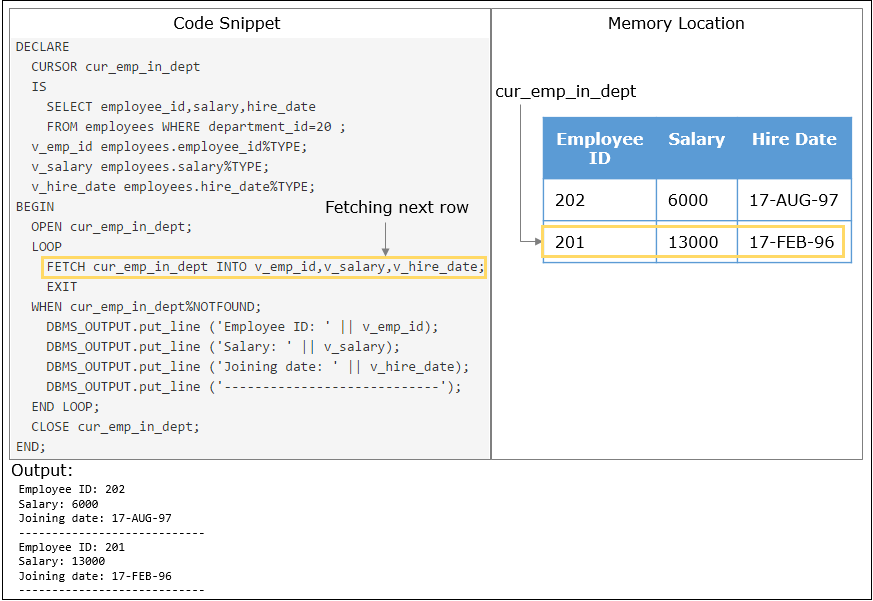 Code Snippet
DECLARE
CURSOR cur_emp_in_dept
IS
SELECT employee_id,salary,hire_date
FROM employees WHERE department_id=20 ;
v_emp_id employees.employee_id%TYPE;
v_salary employees.salary%TYPE;
v_hire_date employees.hire_date%TYPE;
BEGIN
Fetching next row
OPEN cur_emp_in_dept;
LOOP
FETCH cur_emp_in_dept INTO v_emp_id,v_salary,v_hire_date;
EXIT
WHEN cur_emp_in_dept%NOTFOUND;
DBMS_OUTPUT.put_line ('Employee ID: ' || v_emp_id);
DBMS_OUTPUT.put_line ('Salary: ' || v_salary);
DBMS_OUTPUT.put_line ('Joining date: ' || v_hire_date);
DBMS_OUTPUT.put_line ('----------------------------');
END LOOP;
CLOSE cur_emp_in_dept;
END;
Memory Location
cur_emp_in_dept
Employee ID Salary Hire Date
202 6000 17-AUG-97
201 13000 17-FEB-96
Output:
Employee ID: 202
Salary: 6000
Joining date: 17-AUG-97
----------------------------
Employee ID: 201
Salary: 13000
Joining date: 17-FEB-96
----------------------------